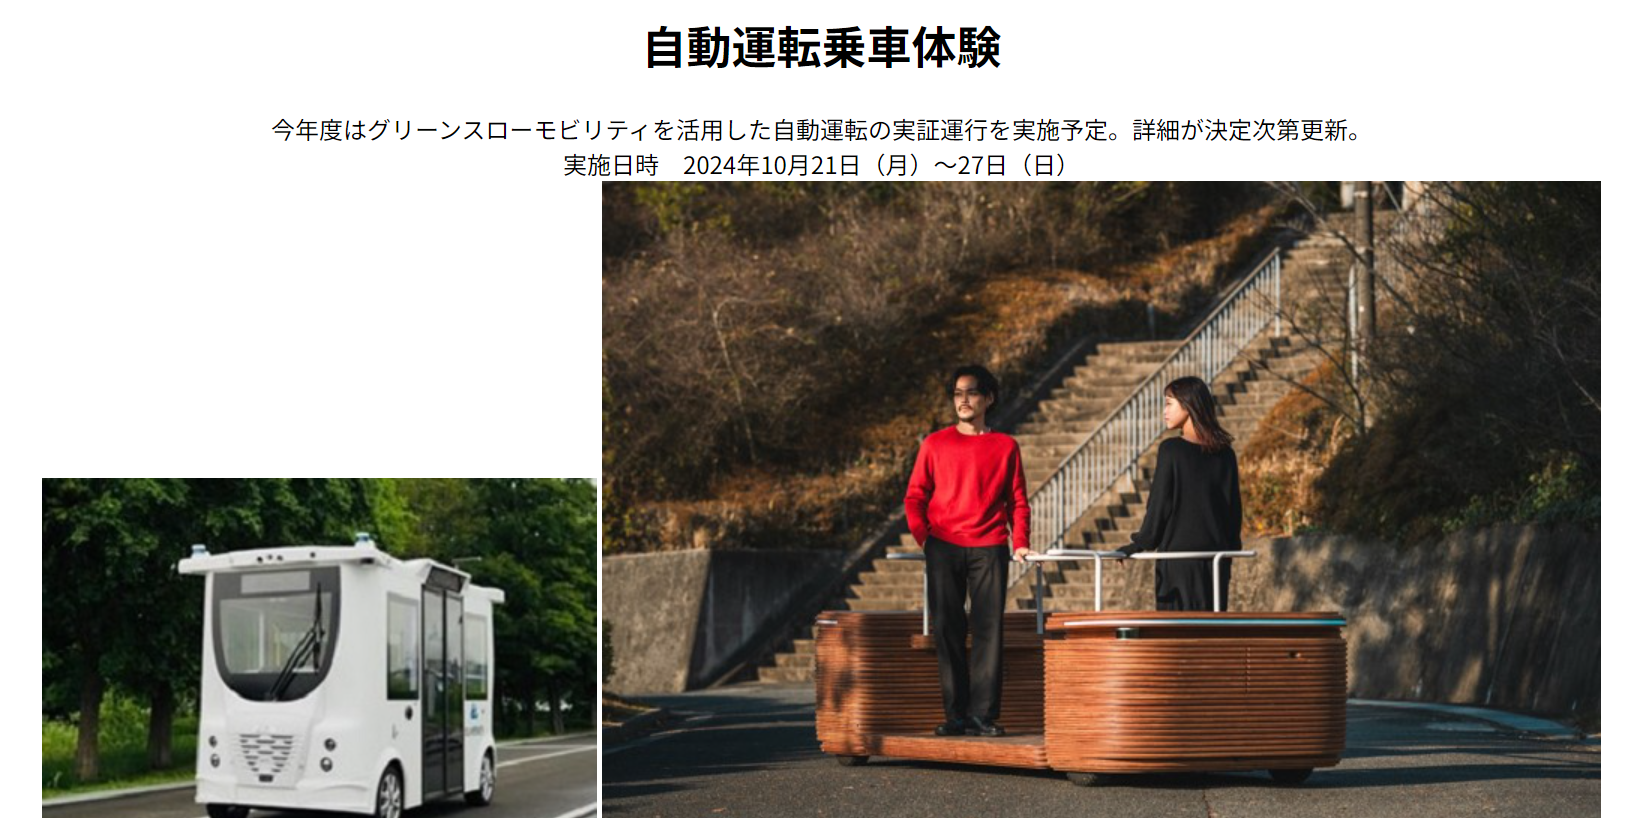 自動運転乗車体験
今年度はグリーンスローモビリティを活用した自動運転の実証運行を実施予定。詳細が決定次第更新。
実施日時　2024年10月21日（月）～27日（日）